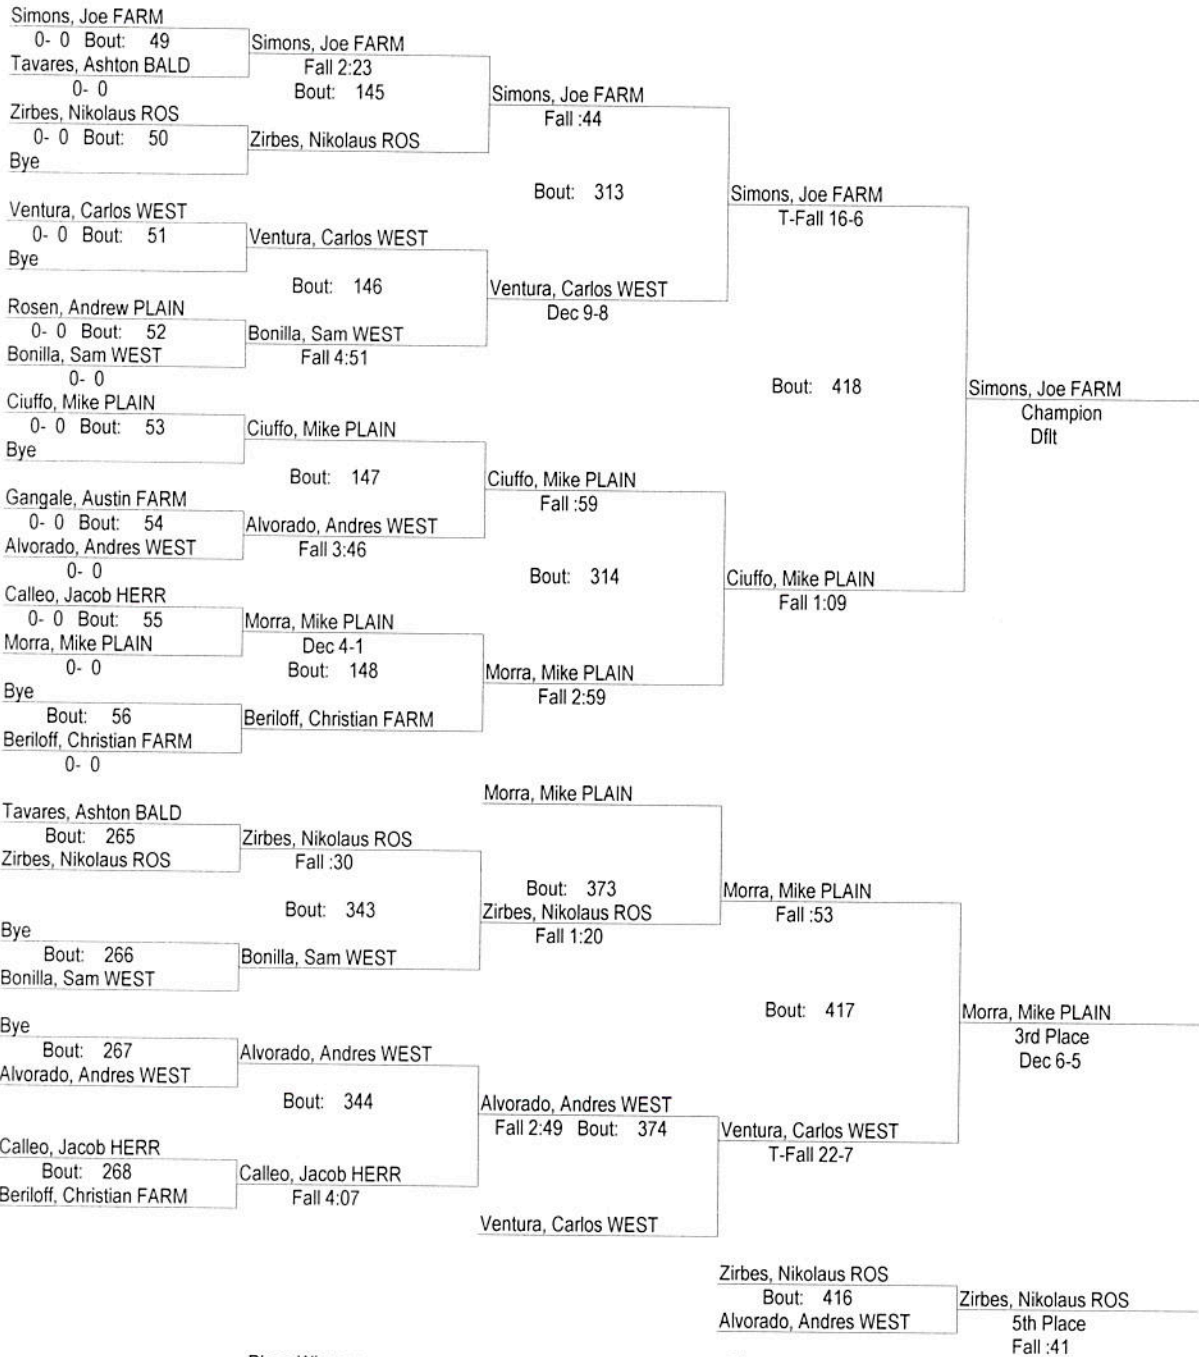 Simons, Joe FARM
0- 0 Bout: 49
Tavares, Ashton BALD
0- 0
Zirbes, Nikolaus ROS
0- 0 Bout: 50
Bye
Ventura, Carlos WEST
0- 0 Bout: 51
Bye
Rosen, Andrew PLAIN
0- 0 Bout: 52
Bonilla, Sam WEST
0- 0
Ciuffo, Mike PLAIN
0- 0 Bout: 53
Bye
Gangale, Austin FARM
0- 0 Bout: 54
Alvorado, Andres WEST
0- 0
Calleo, Jacob HERR
0- 0 Bout: 55
Morra, Mike PLAIN
0- 0
Bye
Bout: 56
Beriloff, Christian FARM
0- 0
Simons, Joe FARM
Fall 2:23
Bout: 145
Zirbes, Nikolaus ROS
Ventura, Carlos WEST
Bout: 146
Bonilla, Sam WEST
Fall 4:51
Ciuffo, Mike PLAIN
Bout: 147
Alvorado, Andres WEST
Fall 3:46
Morra, Mike PLAIN
Dec 4-1
Bout: 148
Beriloff, Christian FARM
Simons, Joe FARM
Fall :44
Bout: 313
Ventura, Carlos WEST
Dec 9-8
Ciuffo, Mike PLAIN
Fall :59
Bout: 314
Morra, Mike PLAIN
Fall 2:59
Simons, Joe FARM
T-Fall 16-6
Bout: 418
Ciuffo, Mike PLAIN
Fall 1:09
Simons, Joe FARM
Champion
Dflt
Tavares, Ashton BALD
Bout: 265
Zirbes, Nikolaus ROS
Bye
Bout: 266
Bonilla, Sam WEST
Bye
Bout: 267
Alvorado, Andres WEST
Calleo, Jacob HERR
Bout: 268
Beriloff, Christian FARM
Zirbes, Nikolaus ROS
Fall :30
Bout: 343
Bonilla, Sam WEST
Alvorado, Andres WEST
Bout: 344
Calleo, Jacob HERR
Fall 4:07
Morra, Mike PLAIN
Bout: 373
Zirbes, Nikolaus ROS
Fall 1:20
Alvorado, Andres WEST
Fall 2:49 Bout: 374
Ventura, Carlos WEST
Morra, Mike PLAIN
Fall :53
Bout: 417
Ventura, Carlos WEST
T-Fall 22-7
Morra, Mike PLAIN
3rd Place
Dec 6-5
Zirbes, Nikolaus ROS
Bout: 416
Alvorado, Andres WEST
Zirbes, Nikolaus ROS
5th Place
Fall :41